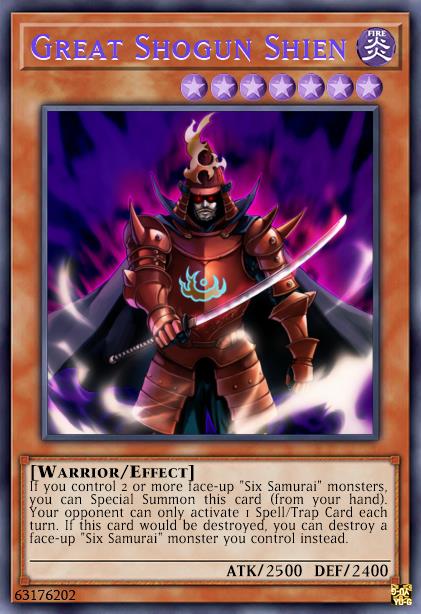 GREAT SHOGUN SHIEN
FIRE
炎
[WARRIOR/EFFECT]
If you control 2 or more face-up "Six Samurai" monsters,
you can Special Summon this card (from your hand).
Your opponent can only activate 1 Spell/Trap Card each
turn. If this card would be destroyed, you can destroy a
face-up "Six Samurai" monster you control instead.
ATK/2500 DEF/2400
63176202